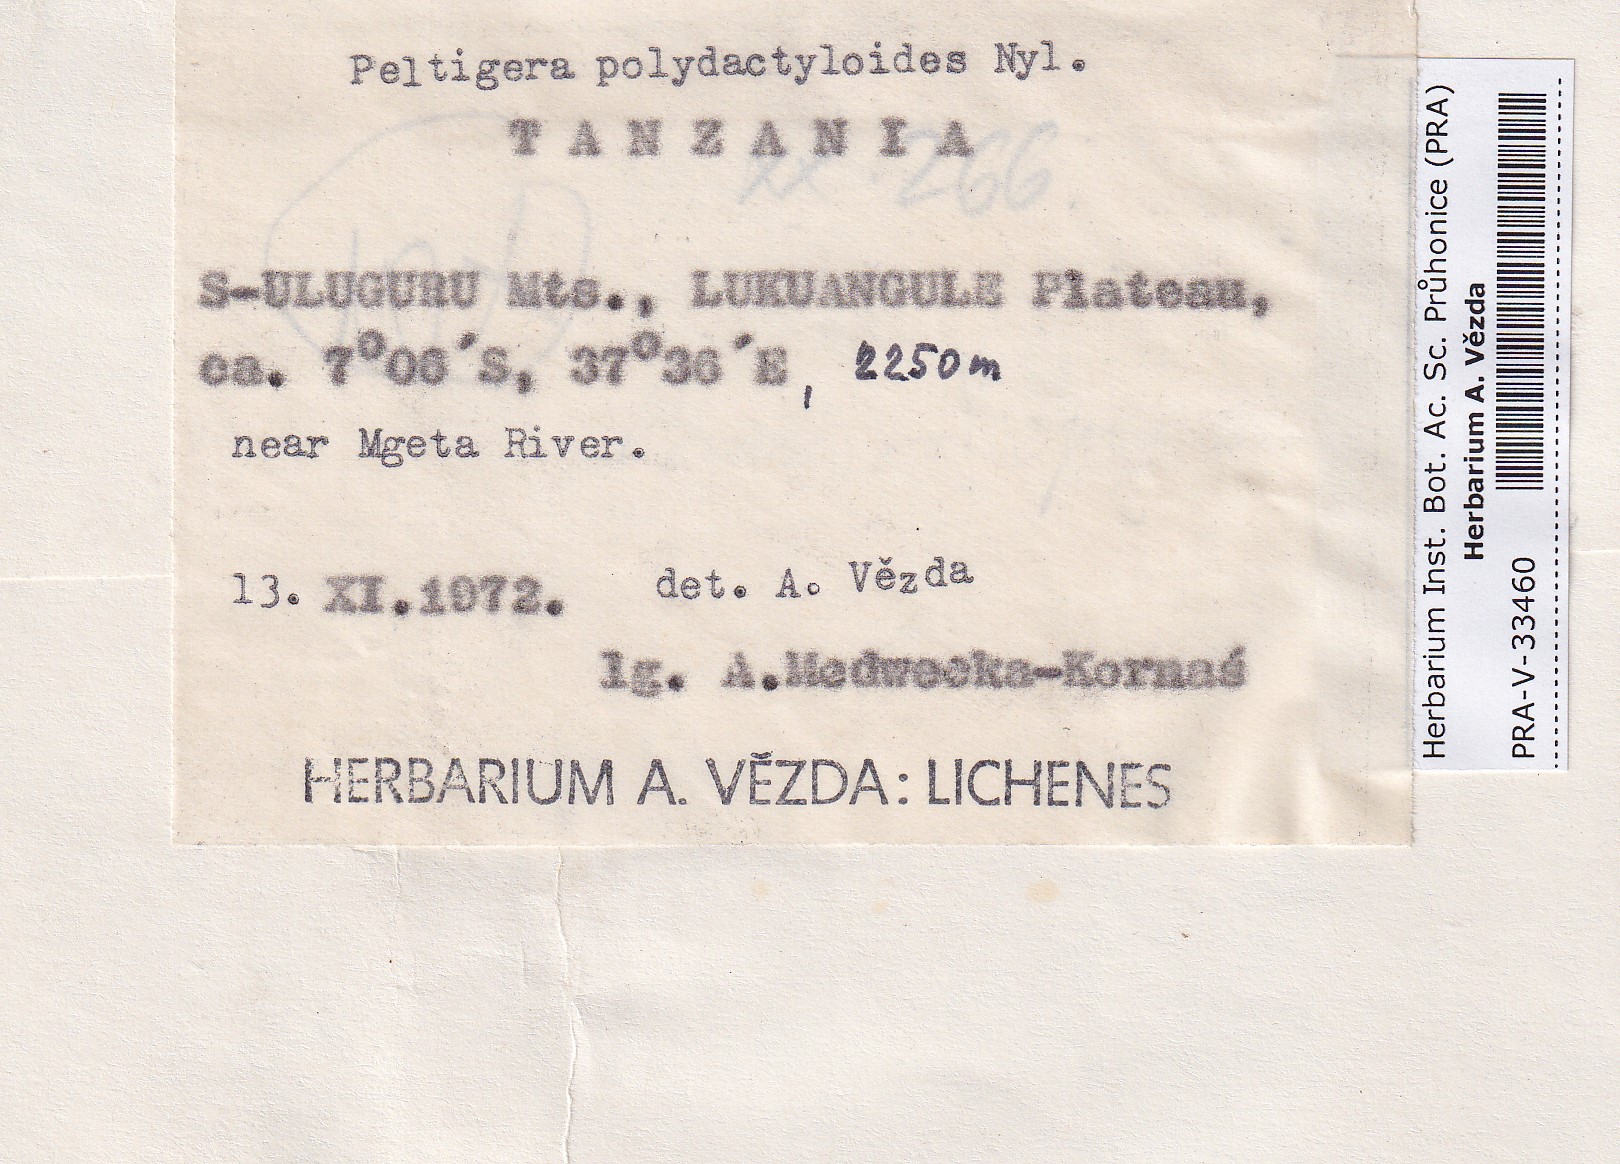 Peltigera polydactyloides Nyl.
TANZANIA
xx 266.
S-ULUGURU Mts., LUKUANGULE Plateau,
ca. 7°06´S, 37°36´E, 2250m
near Mgeta River.
13. XI.1972. det. A. Vězda
lg. A.Medwecka-Kornaś
HERBARIUM A. VĚZDA: LICHENES
Herbarium Inst. Bot. Ac. Sc. Průhonice (PRA)
Herbarium A. Vězda
PRA-V-33460